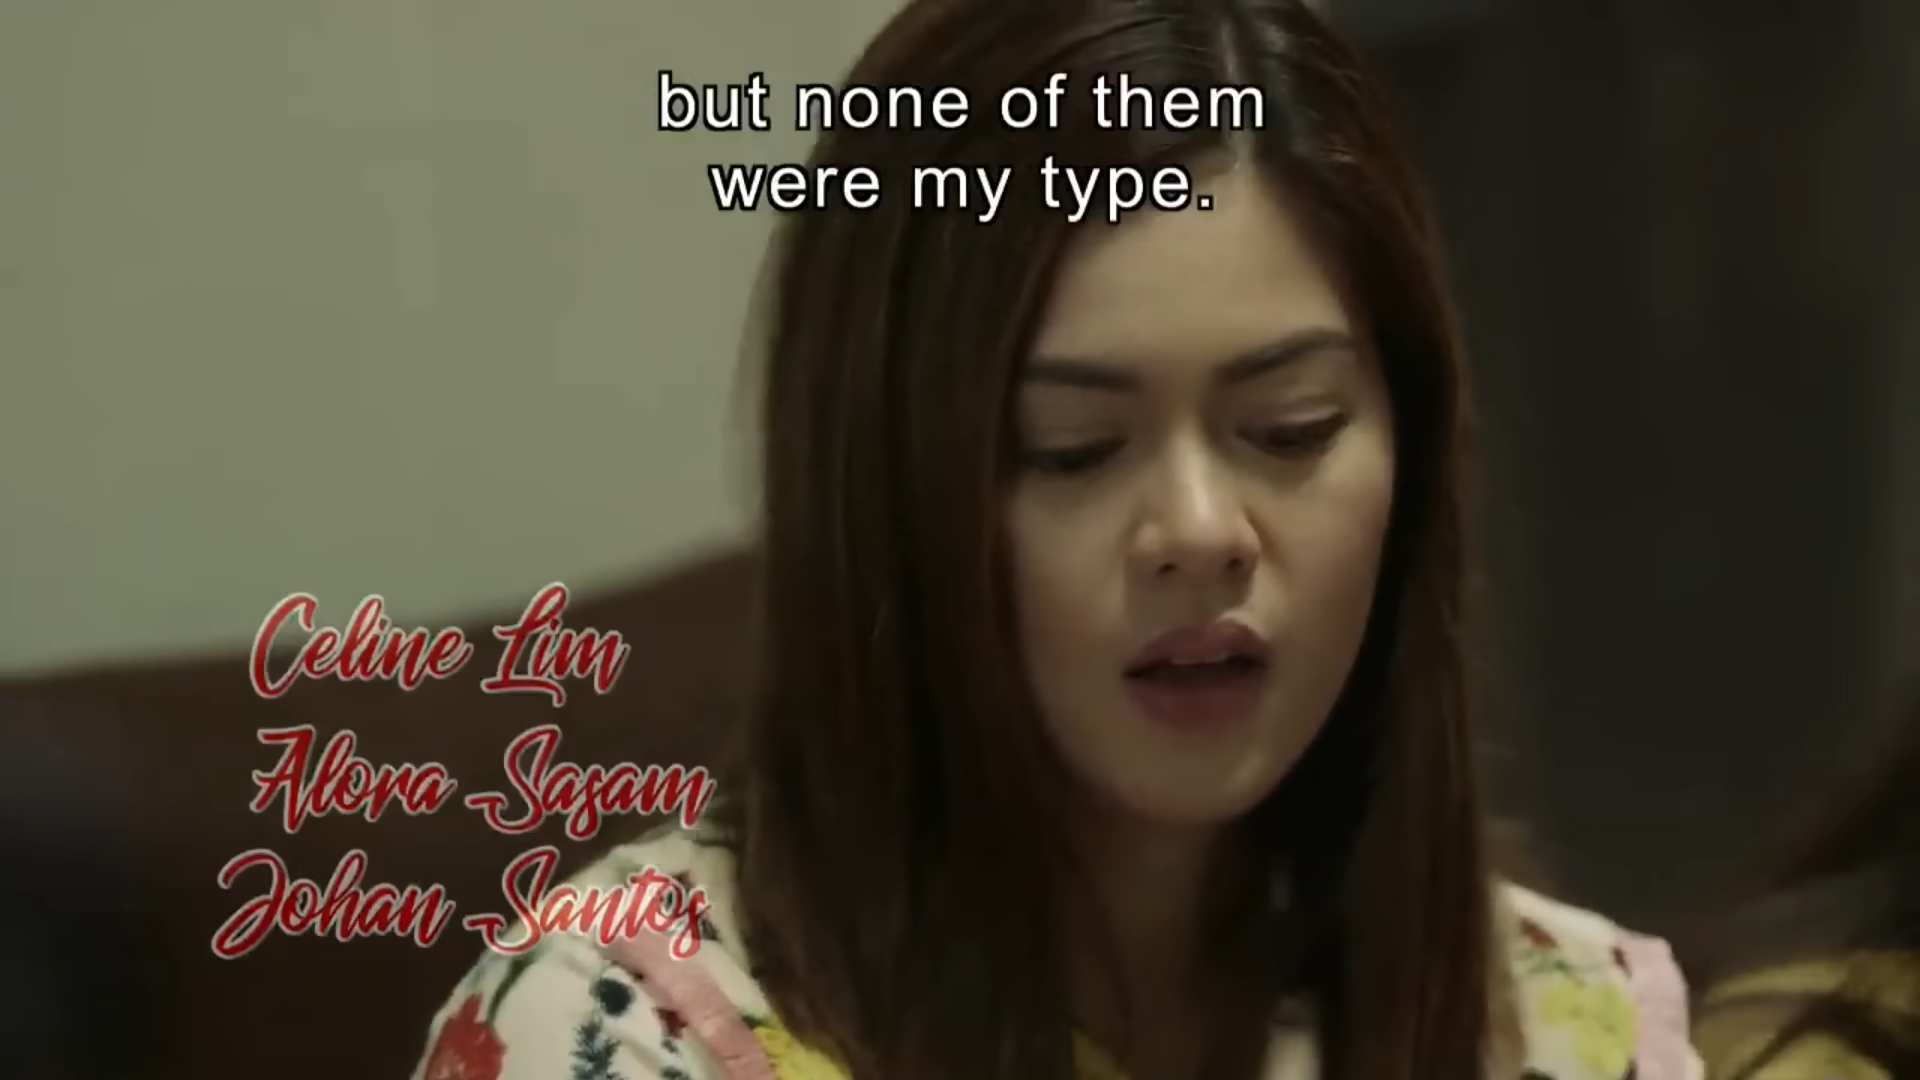 but none of them
were my type.
Celine Lim
Alora Sasam
Johan Santos